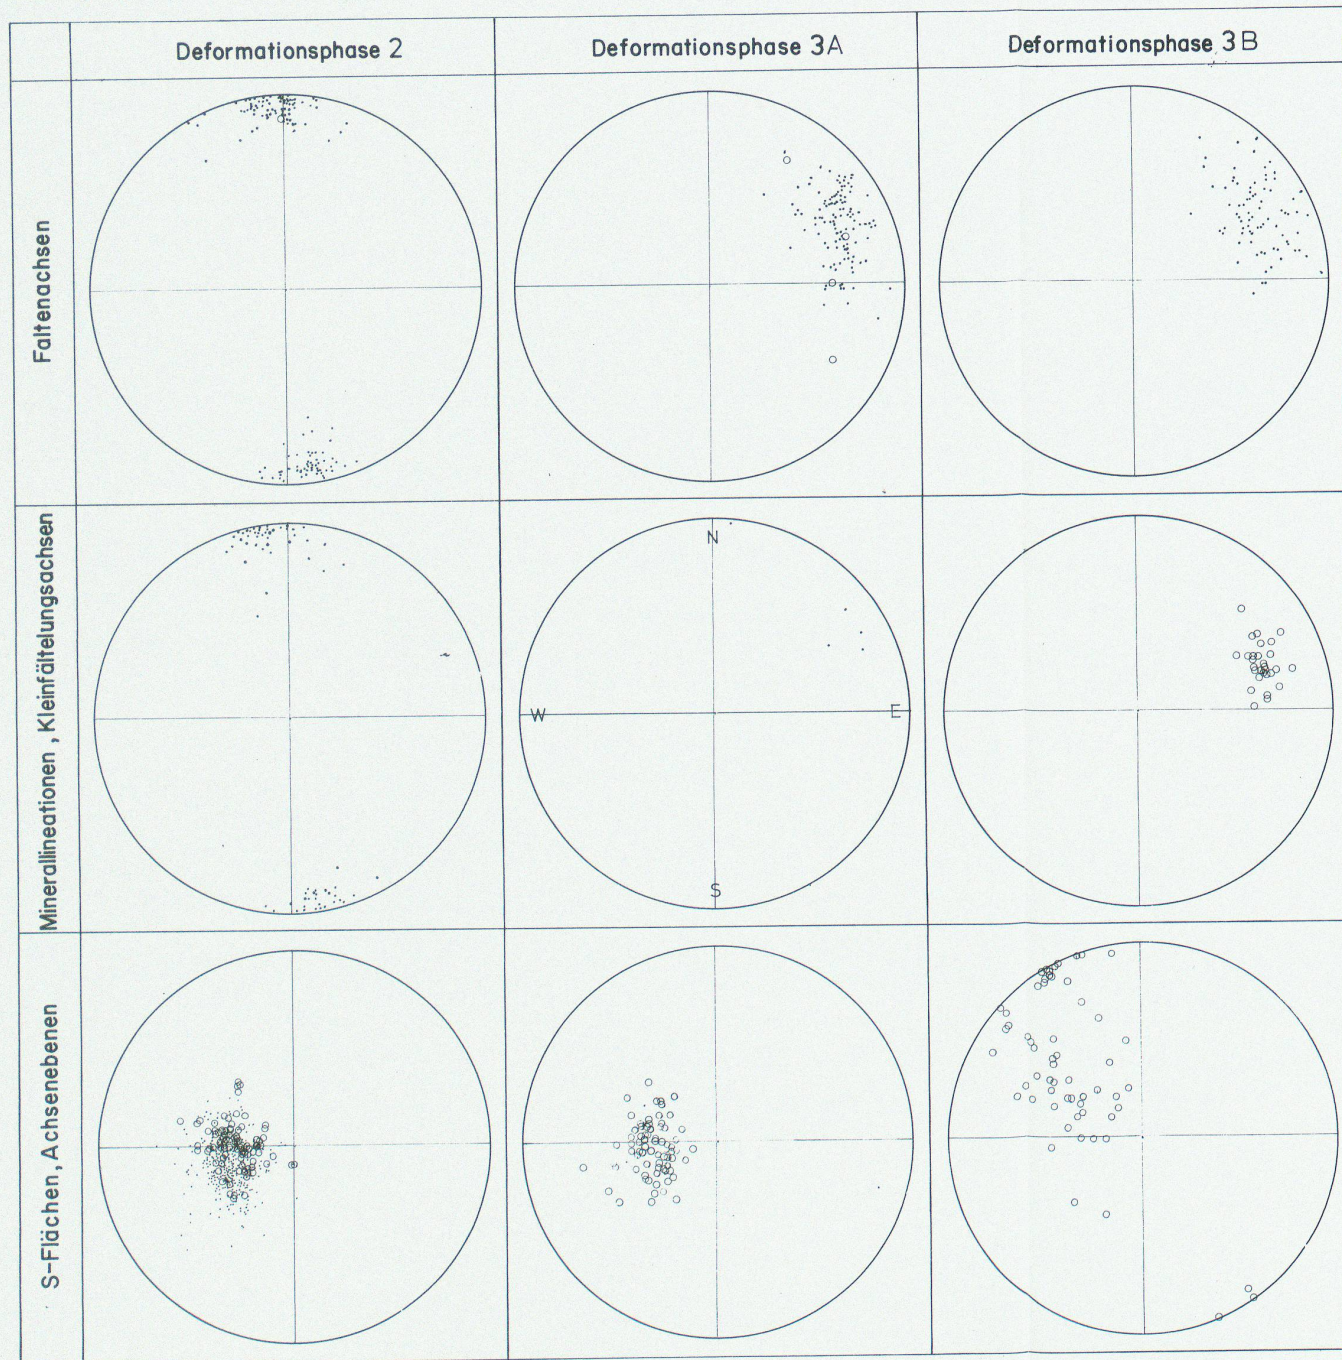 Deformationsphase 2
Deformationsphase 3A
Deformationsphase 3B
Faltenachsen
Minerallineationen, Kleinfältelungsachsen
N
W
E
S
S-Flächen, Achsenebenen